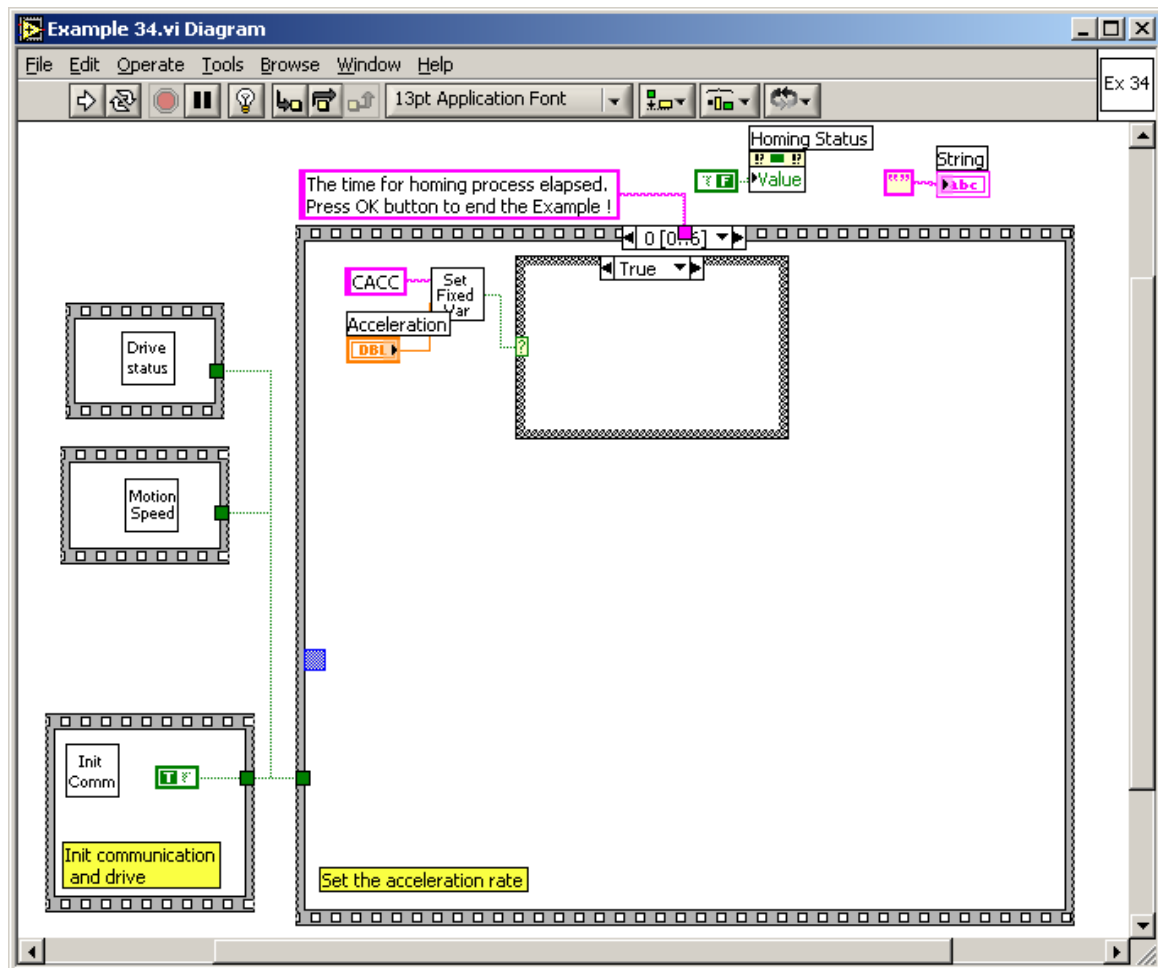 Example 34.vi Diagram
File Edit Operate Tools Browse Window Help
Ex 34
13pt Application Font
Homing Status
Value
String
abc
The time for homing process elapsed.
Press OK button to end the Example !
0 [0..6]
True
CACC
Set
Fixed
Var
Acceleration
DBL
?
Drive
status
Motion
Speed
Init
Comm
T
F
Init communication
and drive
Set the acceleration rate